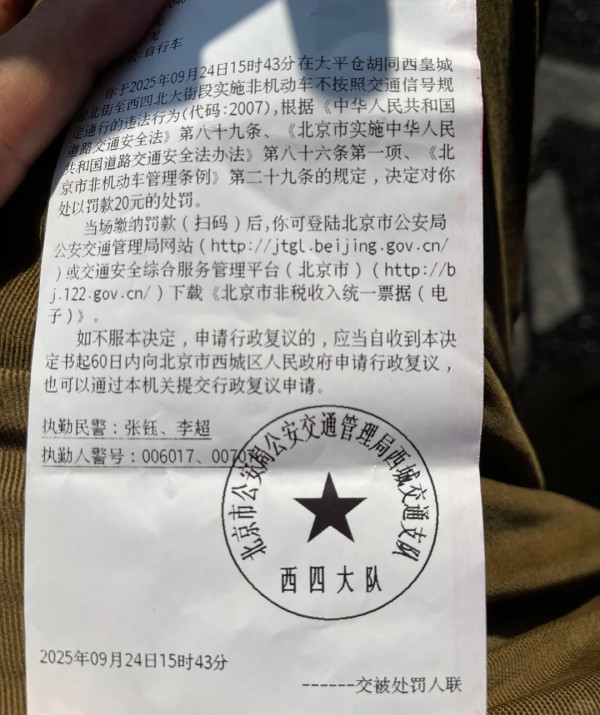 自行车
你于2025年09月24日15时43分在太平仓胡同西皇城
北街至西四北大街段实施非机动车不按照交通信号规
定通行的违法行为(代码:2007),根据《中华人民共和国
道路交通安全法》第八十九条、《北京市实施中华人民
共和国道路交通安全法办法》第八十六条第一项、《北
京市非机动车管理条例》第二十九条的规定，决定对你
处以罚款20元的处罚。
当场缴纳罚款（扫码）后,你可登陆北京市公安局
公安交通管理局网站（http://jtgl.beijing.gov.cn/
）或交通安全综合服务管理平台（北京市）（http://b
j.122.gov.cn/）下载《北京市非税收入统一票据（电
子）》。
如不服本决定，申请行政复议的，应当自收到本决
定书起60日内向北京市西城区人民政府申请行政复议，
也可以通过本机关提交行政复议申请。
执勤民警：张钰、李超
执勤人警号：006017、0070
北京市公安局公安交通管理局西城交通支队
西四大队
2025年09月24日15时43分
------交被处罚人联